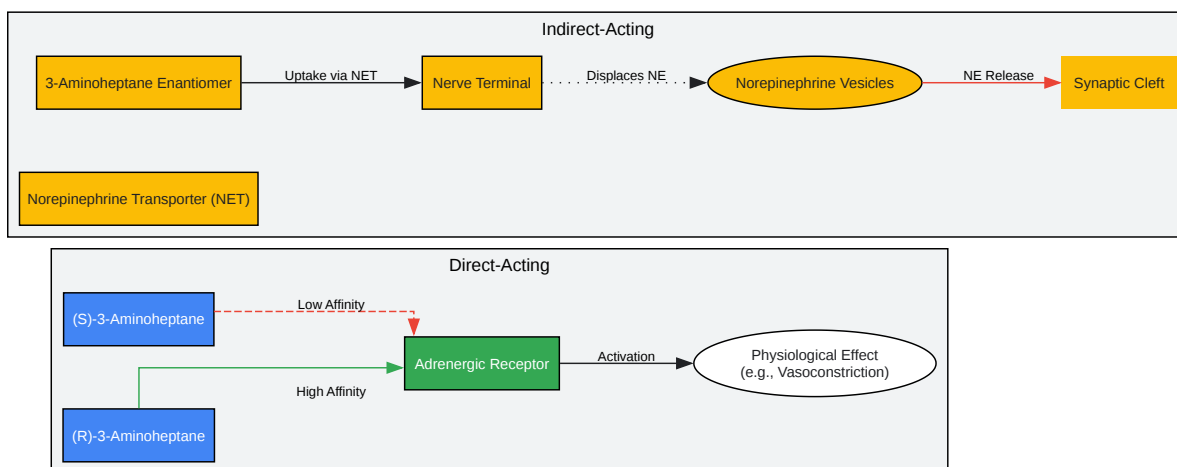 Indirect-Acting
3-Aminoheptane Enantiomer
Uptake via NET
Nerve Terminal
Displaces NE
Norepinephrine Vesicles
NE Release
Synaptic Cleft
Norepinephrine Transporter (NET)
Direct-Acting
(S)-3-Aminoheptane
Low Affinity
Adrenergic Receptor
Activation
Physiological Effect
(e.g., Vasoconstriction)
High Affinity
(R)-3-Aminoheptane